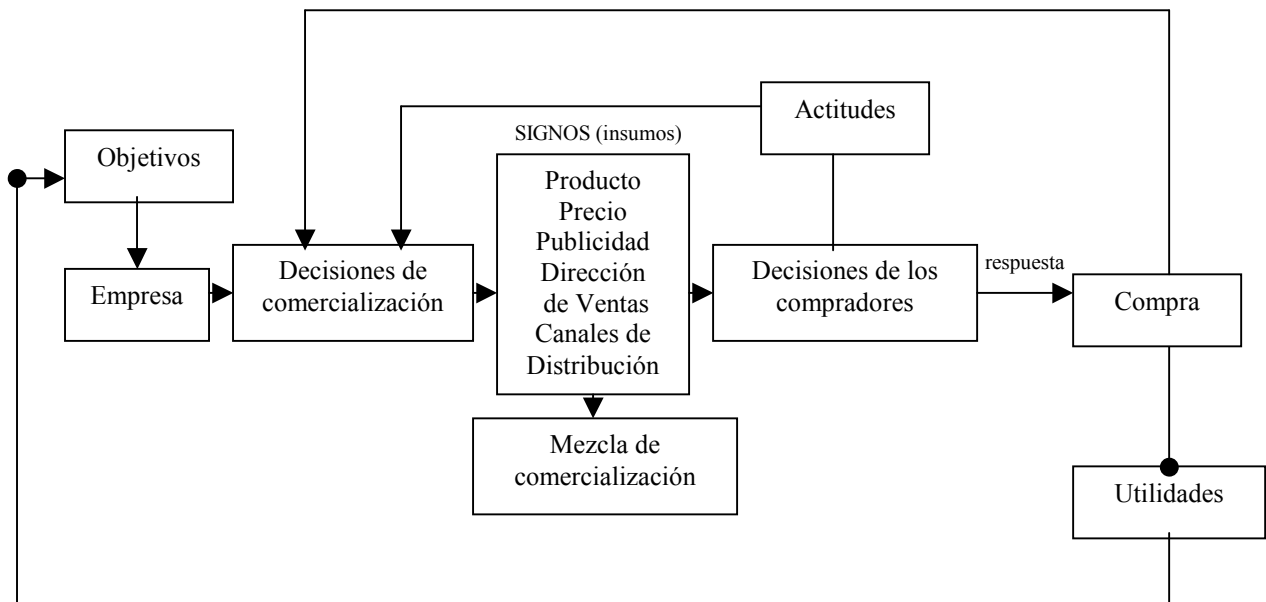 Actitudes
SIGNOS (insumos)
Objetivos
Producto
Precio
Publicidad
Dirección
de Ventas
Canales de
Distribución
Empresa
Decisiones de
comercialización
Decisiones de los
compradores
respuesta
Compra
Mezcla de
comercialización
Utilidades